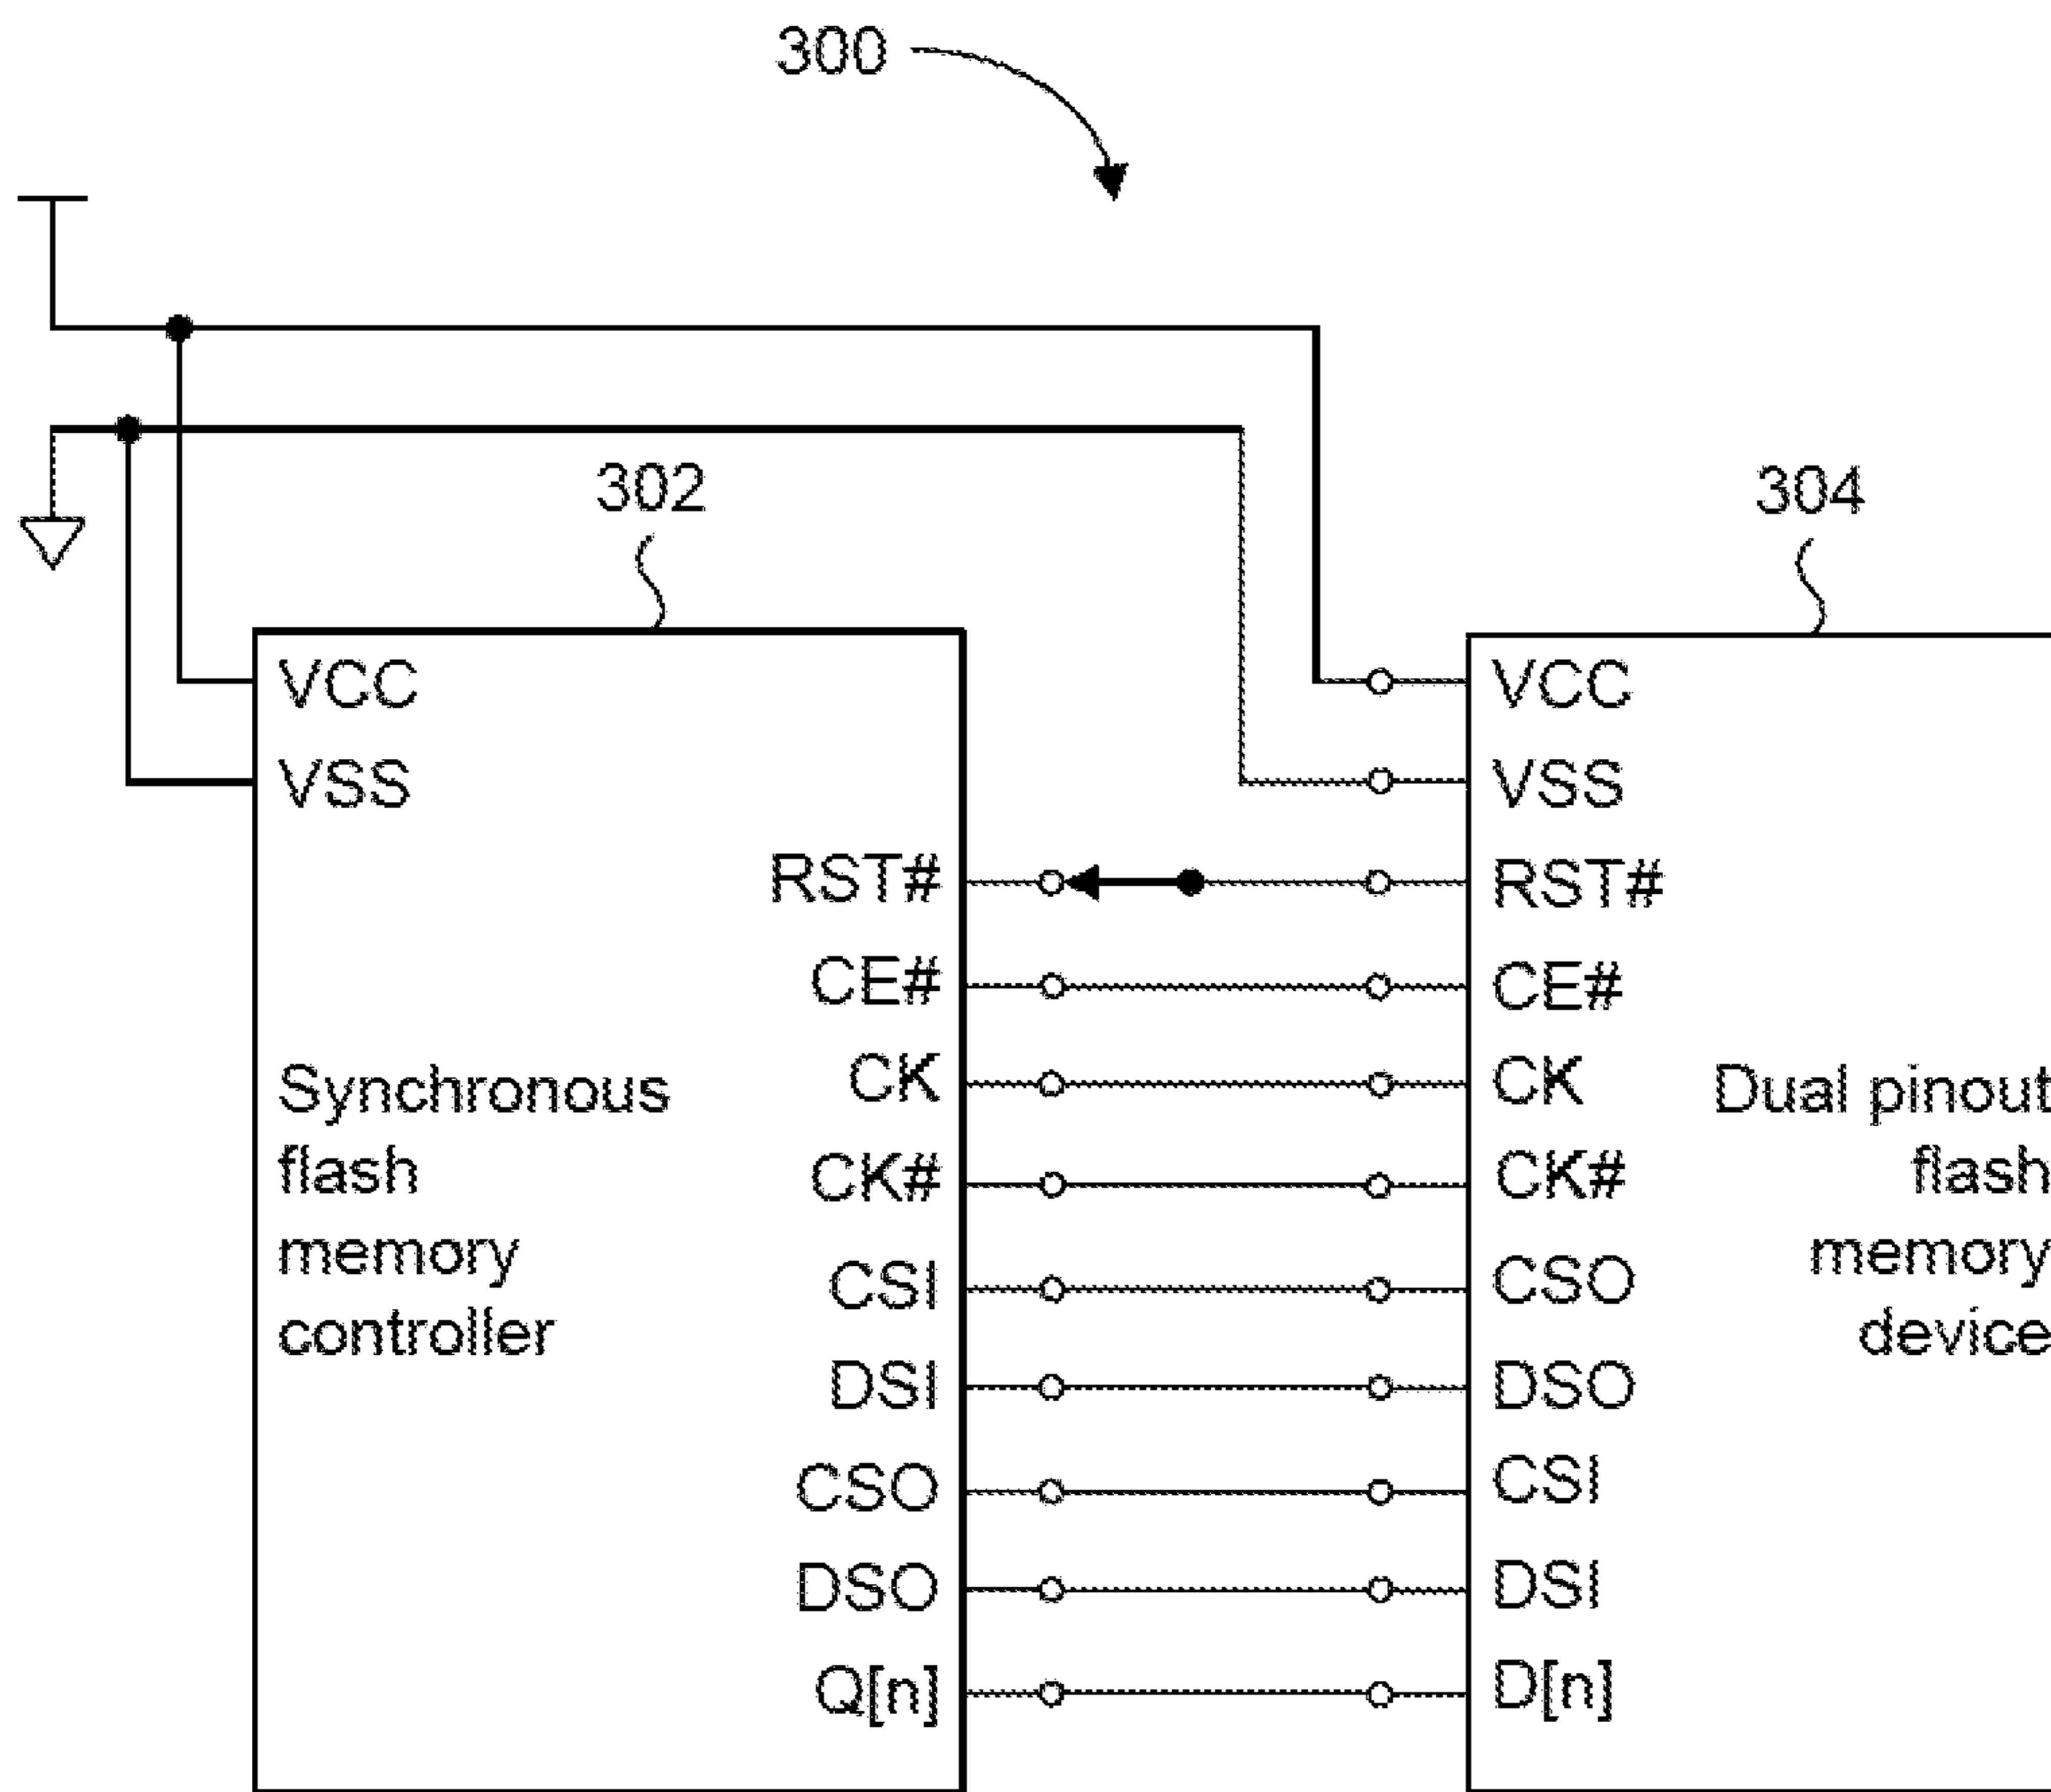 300
302
304
VCC
VSS
RST#
CE#
CK
CK#
CSI
DSI
CSO
DSO
Q[n]
Synchronous
flash
memory
controller
VCC
VSS
RST#
CE#
CK
CK#
CSO
DSO
CSI
DSI
D[n]
Dual pinout
flash
memory
device